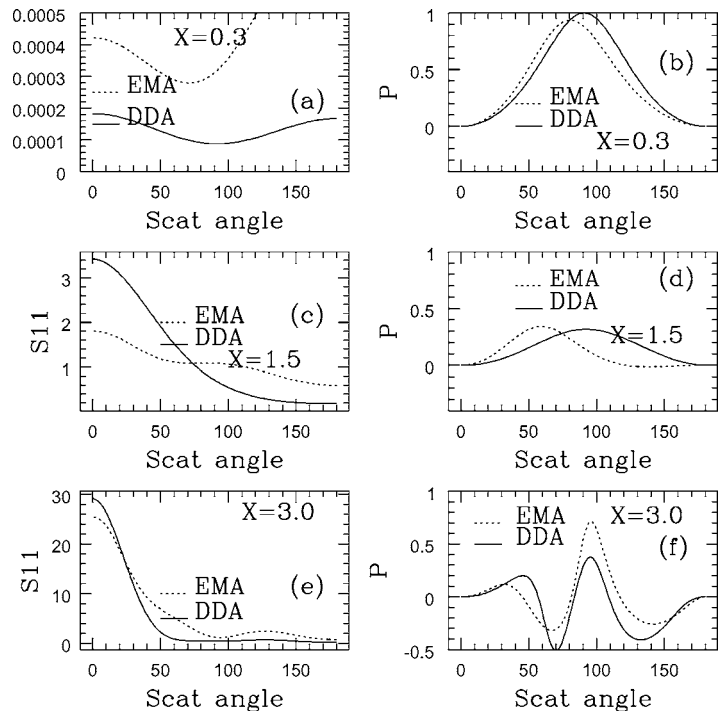 0.0005
0.0004
0.0003
0.0002
0.0001
0
X=0.3
EMA
DDA
(a)
0 50 100 150
Scat angle
1
0.5
0
P
(b)
EMA
DDA
X=0.3
0 50 100 150
Scat angle
3
2
1
S11
EMA
DDA
(c)
X=1.5
0 50 100 150
Scat angle
1
0.5
0
P
EMA
DDA
(d)
X=1.5
0 50 100 150
Scat angle
30
20
10
0
S11
X=3.0
EMA
DDA
(e)
0 50 100 150
Scat angle
1
0.5
0
-0.5
P
EMA
DDA
X=3.0
(f)
0 50 100 150
Scat angle